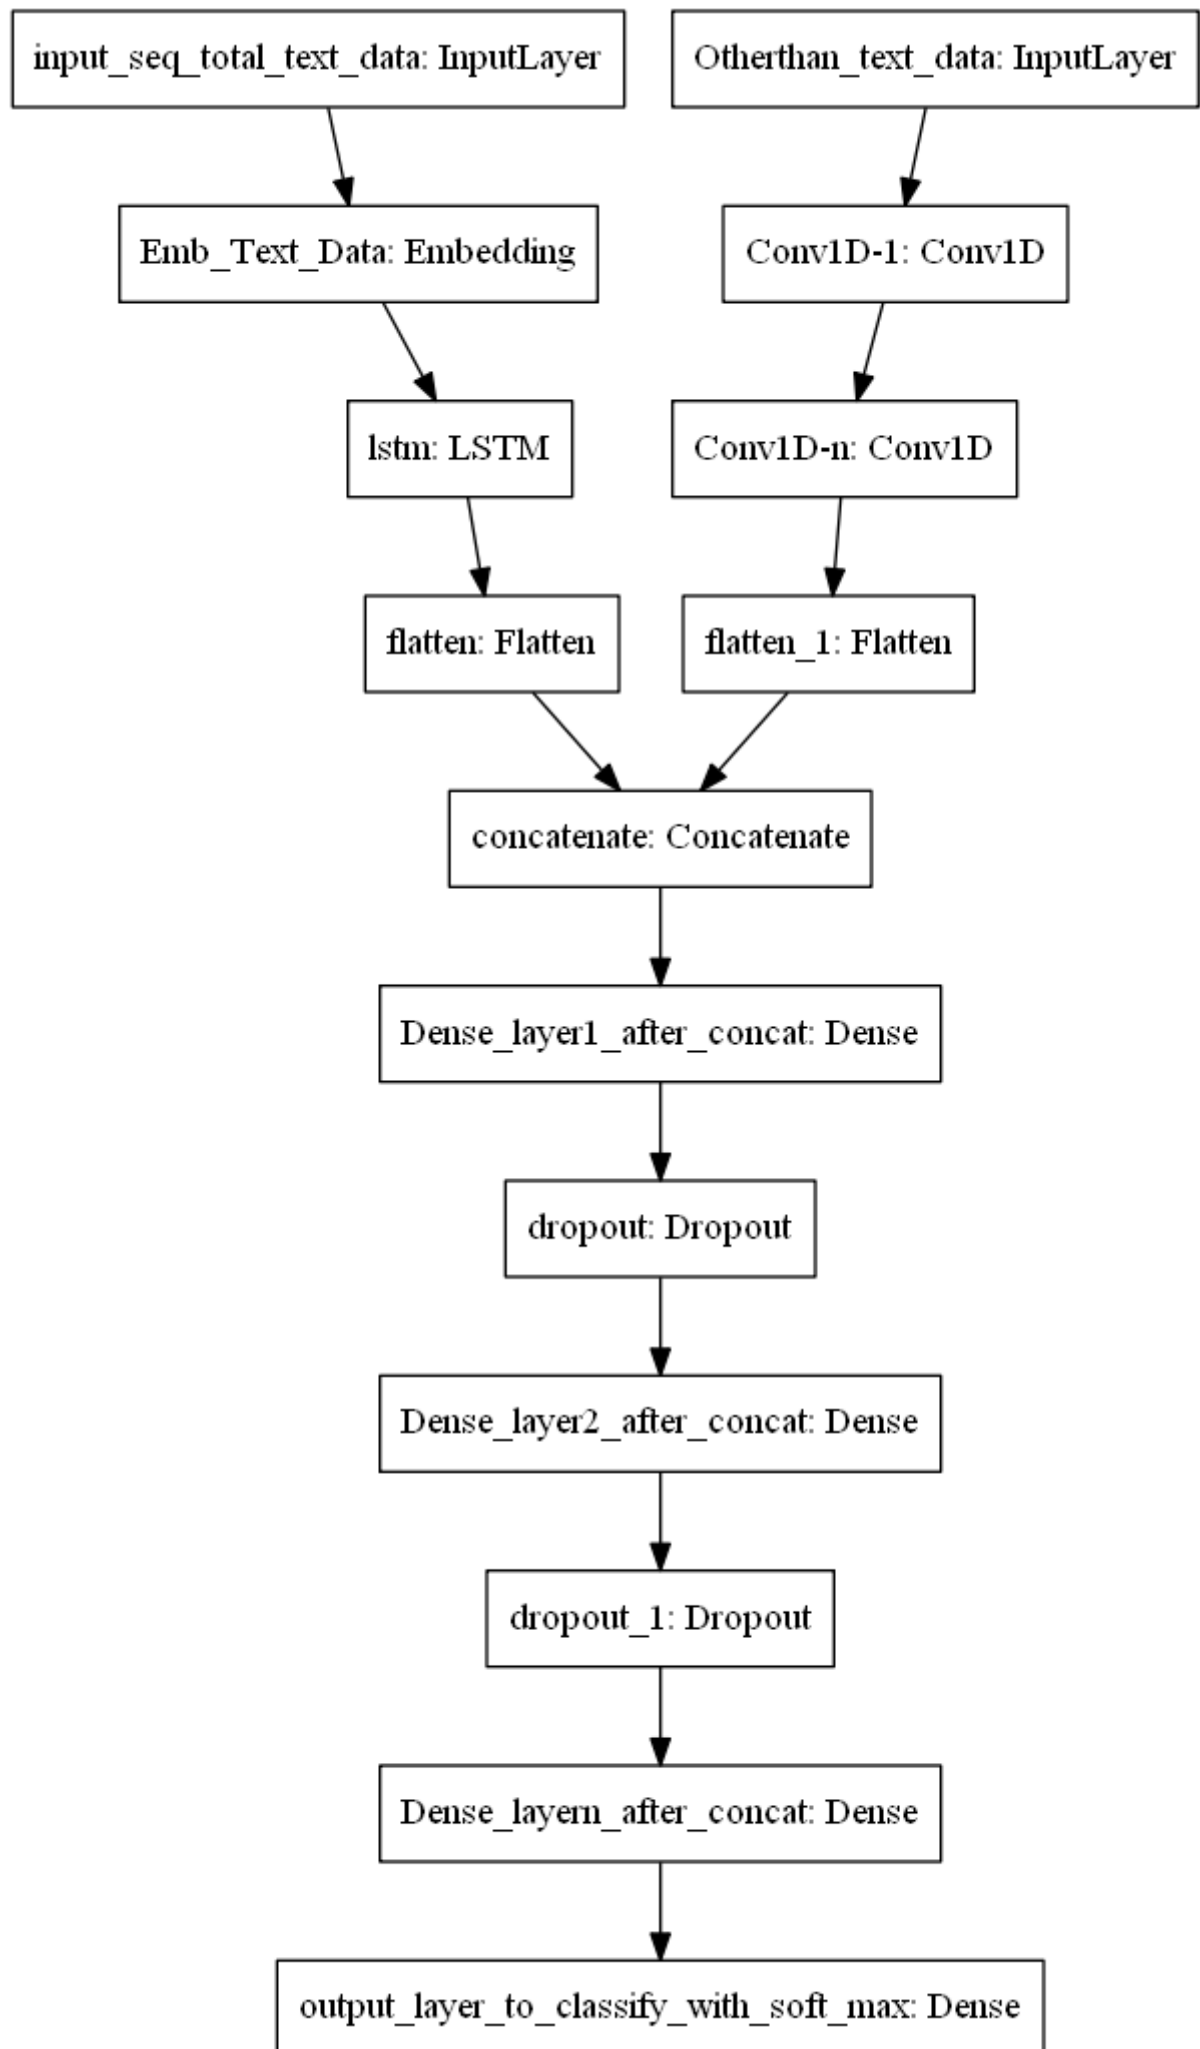 input_seq_total_text_data: InputLayer
Otherthan_text_data: InputLayer
Emb_Text_Data: Embedding
Conv1D-1: Conv1D
lstm: LSTM
Conv1D-n: Conv1D
flatten: Flatten
flatten_1: Flatten
concatenate: Concatenate
Dense_layer1_after_concat: Dense
dropout: Dropout
Dense_layer2_after_concat: Dense
dropout_1: Dropout
Dense_layern_after_concat: Dense
output_layer_to_classify_with_soft_max: Dense